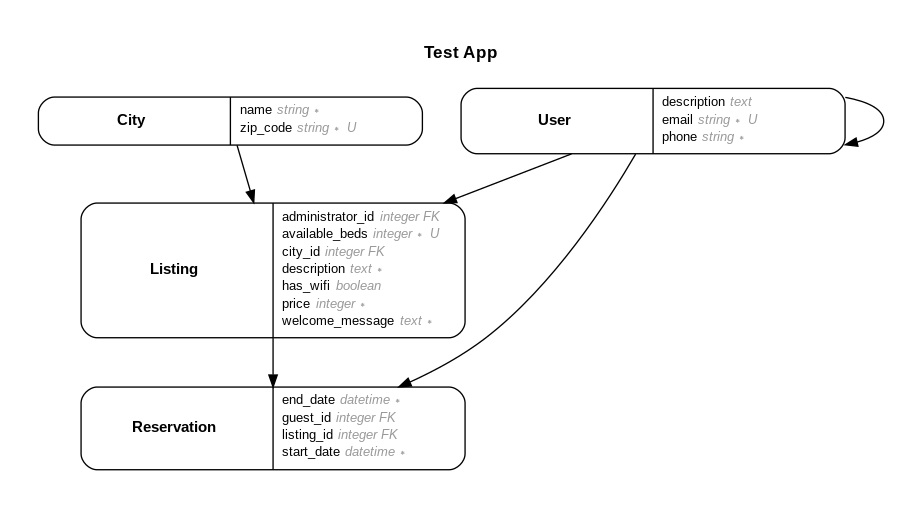 Test App
City
name string *
zip_code string * U
User
description text
email string * U
phone string *
Listing
administrator_id integer FK
available_beds integer * U
city_id integer FK
description text *
has_wifi boolean
price integer *
welcome_message text *
Reservation
end_date datetime *
guest_id integer FK
listing_id integer FK
start_date datetime *